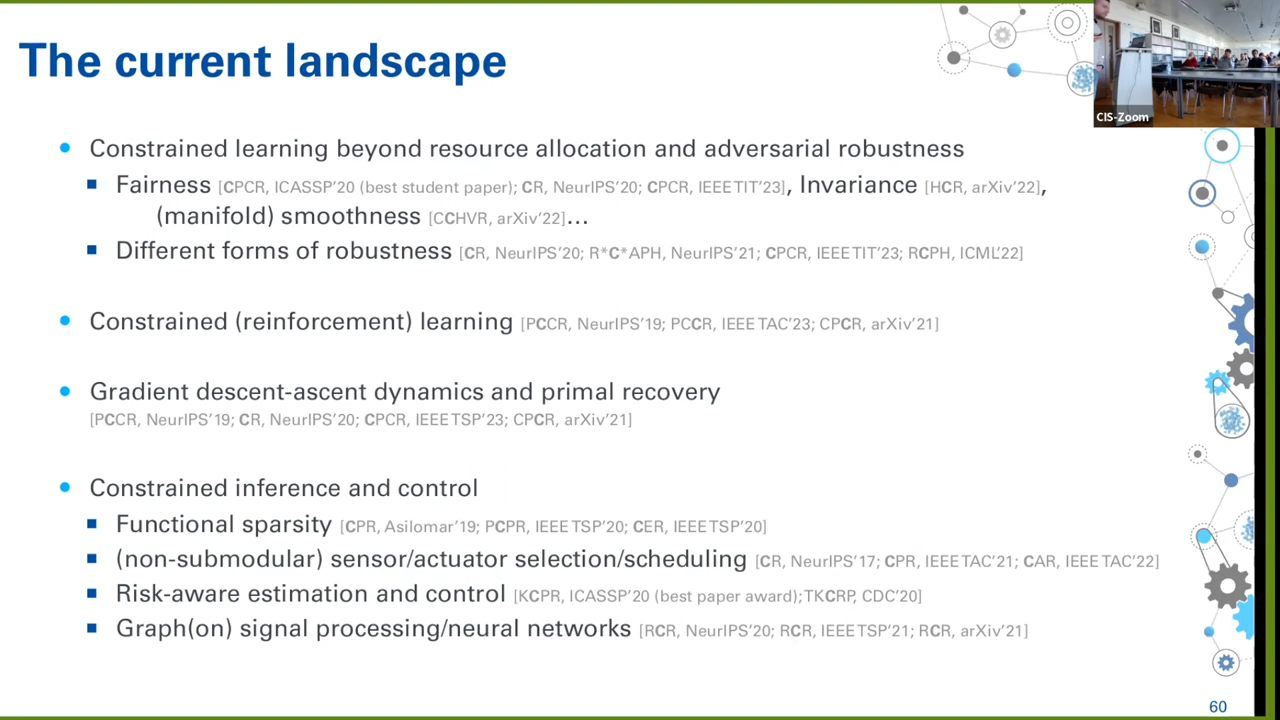 The current landscape
CIS-Zoom
• Constrained learning beyond resource allocation and adversarial robustness
▪ Fairness [CPCR, ICASSP'20 (best student paper); CR, NeurIPS'20; CPCR, IEEE TIT'23], Invariance [HCR, arXiv'22],
(manifold) smoothness [CCHVR, arXiv'22]...
▪ Different forms of robustness [CR, NeurIPS'20; R*C*APH, NeurIPS'21; CPCR, IEEE TIT'23; RCPH, ICML'22]
• Constrained (reinforcement) learning [PCCR, NeurIPS'19; PCCR, IEEE TAC'23; CPCR, arXiv'21]
• Gradient descent-ascent dynamics and primal recovery
[PCCR, NeurIPS'19; CR, NeurIPS'20; CPCR, IEEE TSP'23; CPCR, arXiv'21]
• Constrained inference and control
▪ Functional sparsity [CPR, Asilomar'19; PCPR, IEEE TSP'20; CER, IEEE TSP'20]
▪ (non-submodular) sensor/actuator selection/scheduling [CR, NeurIPS'17; CPR, IEEE TAC'21; CAR, IEEE TAC'22]
▪ Risk-aware estimation and control [KCPR, ICASSP'20 (best paper award); TKCRP, CDC'20]
▪ Graph(on) signal processing/neural networks [RCR, NeurIPS'20; RCR, IEEE TSP'21; RCR, arXiv'21]
60